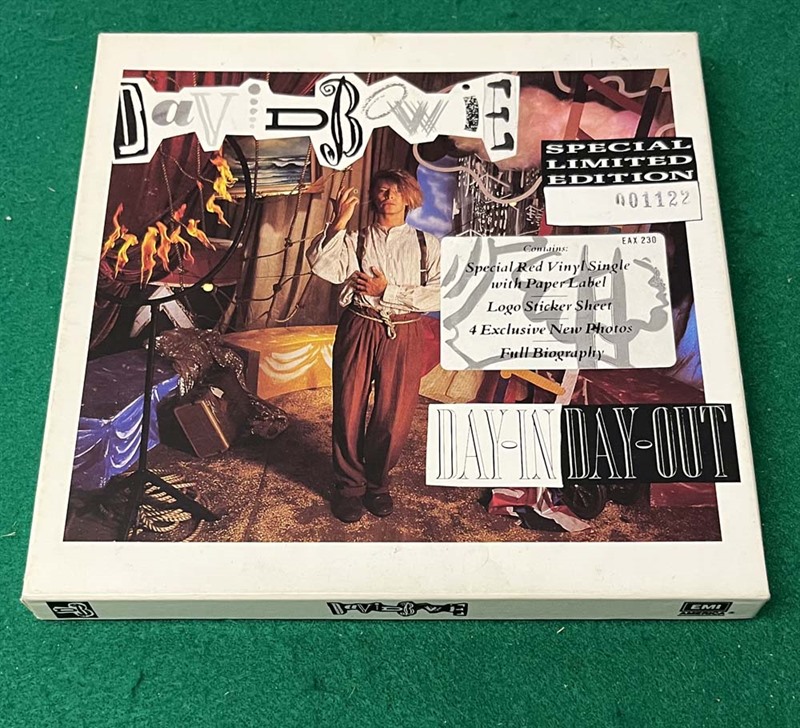 DaViD BOWiE
SPECIAL
LIMITED
EDITION
001122
EAX 230
Contains:
Special Red Vinyl Single
with Paper Label
Logo Sticker Sheet
4 Exclusive New Photos
Full Biography
DAY-IN DAY-OUT
DaViD BOWiE
EMI
AMERICA